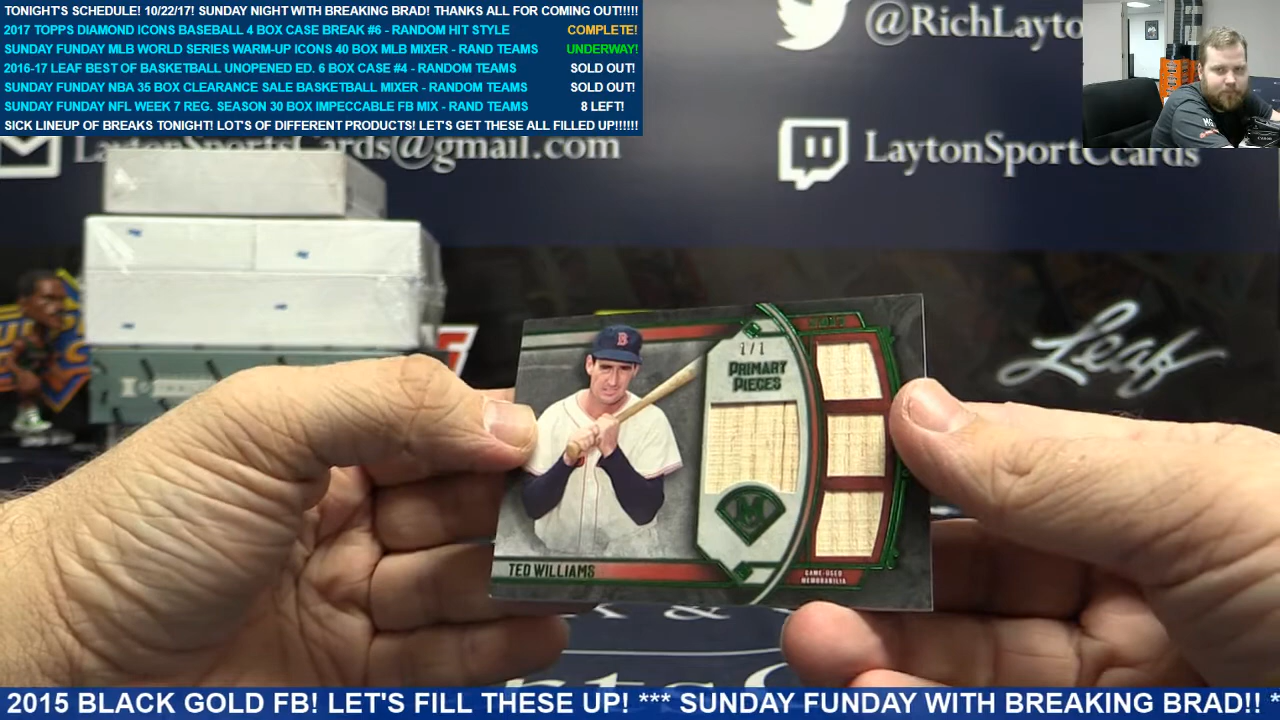 TONIGHT'S SCHEDULE! 10/22/17! SUNDAY NIGHT WITH BREAKING BRAD! THANKS ALL FOR COMING OUT!!!!!
2017 TOPPS DIAMOND ICONS BASEBALL 4 BOX CASE BREAK #6 - RANDOM HIT STYLE COMPLETE!
SUNDAY FUNDAY MLB WORLD SERIES WARM-UP ICONS 40 BOX MLB MIXER - RAND TEAMS UNDERWAY!
2016-17 LEAF BEST OF BASKETBALL UNOPENED ED. 6 BOX CASE #4 - RANDOM TEAMS SOLD OUT!
SUNDAY FUNDAY NBA 35 BOX CLEARANCE SALE BASKETBALL MIXER - RANDOM TEAMS SOLD OUT!
SUNDAY FUNDAY NFL WEEK 7 REG. SEASON 30 BOX IMPECCABLE FB MIX - RAND TEAMS 8 LEFT!
SICK LINEUP OF BREAKS TONIGHT! LOT'S OF DIFFERENT PRODUCTS! LET'S GET THESE ALL FILLED UP!!!!!!
@RichLayto
LaytonSportsCards@gmail.com
LaytonSportCcards
Leaf
B
1/1
PRIMARY
PIECES
M
TED WILLIAMS
GAME-USED
MEMORABILIA
2015 BLACK GOLD FB! LET'S FILL THESE UP! *** SUNDAY FUNDAY WITH BREAKING BRAD!! *